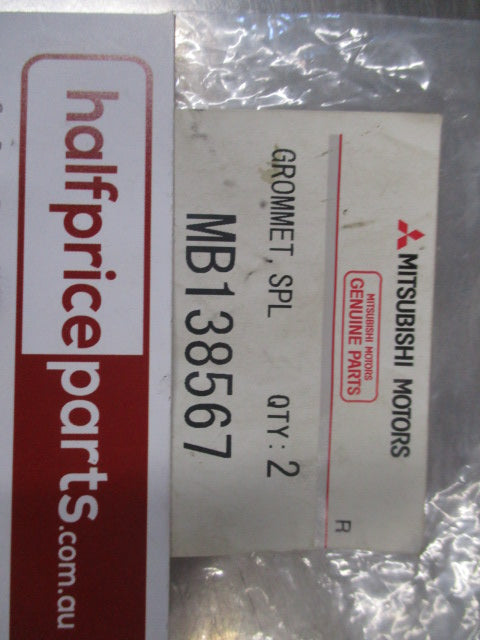 MITSUBISHI MOTORS
MITSUBISHI MOTORS
GENUINE PARTS
R
GROMMET, SPL QTY: 2
MB138567
halfpriceparts.com.au